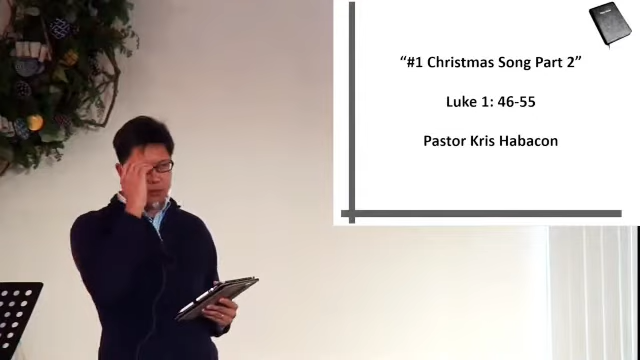 “#1 Christmas Song Part 2”
Luke 1: 46-55
Pastor Kris Habacon